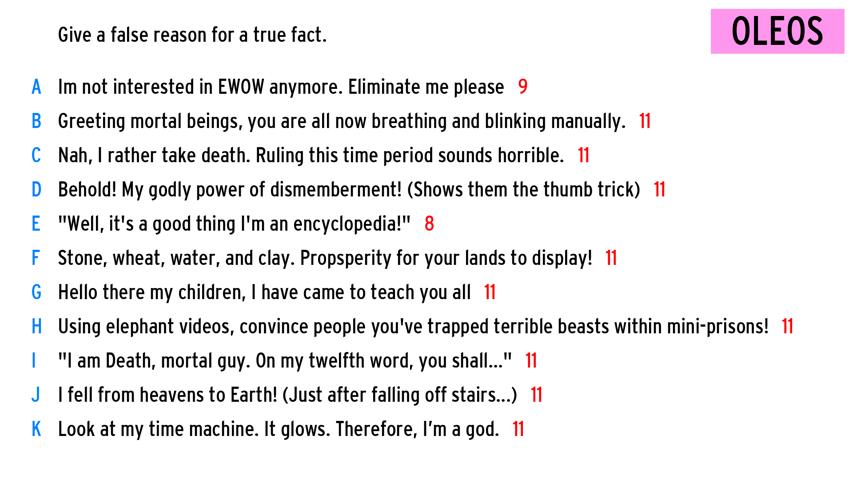 Give a false reason for a true fact.
OLEOS
A Im not interested in EWOW anymore. Eliminate me please 9
B Greeting mortal beings, you are all now breathing and blinking manually. 11
C Nah, I rather take death. Ruling this time period sounds horrible. 11
D Behold! My godly power of dismemberment! (Shows them the thumb trick) 11
E "Well, it's a good thing I'm an encyclopedia!" 8
F Stone, wheat, water, and clay. Propsperity for your lands to display! 11
G Hello there my children, I have came to teach you all 11
H Using elephant videos, convince people you've trapped terrible beasts within mini-prisons! 11
I "I am Death, mortal guy. On my twelfth word, you shall..." 11
J I fell from heavens to Earth! (Just after falling off stairs...) 11
K Look at my time machine. It glows. Therefore, I'm a god. 11